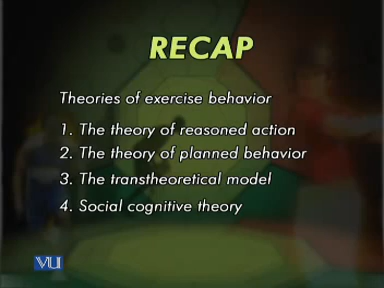 RECAP
Theories of exercise behavior
1. The theory of reasoned action
2. The theory of planned behavior
3. The transtheoretical model
4. Social cognitive theory
VU